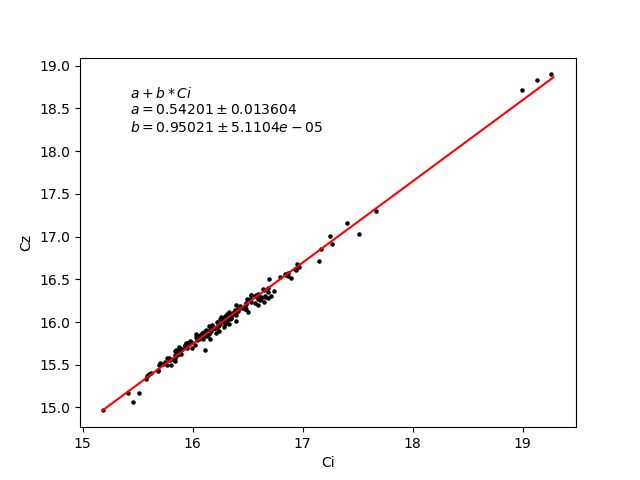 19.0
a + b * Ci
a = 0.54201 ± 0.013604
18.5
b = 0.95021 ± 5.1104e − 05
18.0
17.5
Cz
17.0
16.5
16.0
15.5
15.0
15 16 17 18 19
Ci